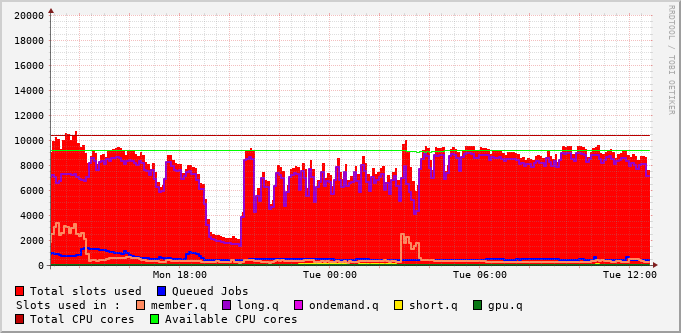 RRDTOOL / TOBI OETIKER
20000
18000
16000
14000
12000
10000
8000
6000
4000
2000
0
Mon 18:00 Tue 00:00 Tue 06:00 Tue 12:00
Total slots used Queued Jobs
Slots used in : member.q long.q ondemand.q short.q gpu.q
Total CPU cores Available CPU cores